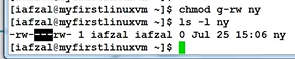 [iafzal@myfirstlinuxvm ~]$ chmod g-rw ny
[iafzal@myfirstlinuxvm ~]$ ls -l ny
-rw----rw- 1 iafzal iafzal 0 Jul 25 15:06 ny
[iafzal@myfirstlinuxvm ~]$